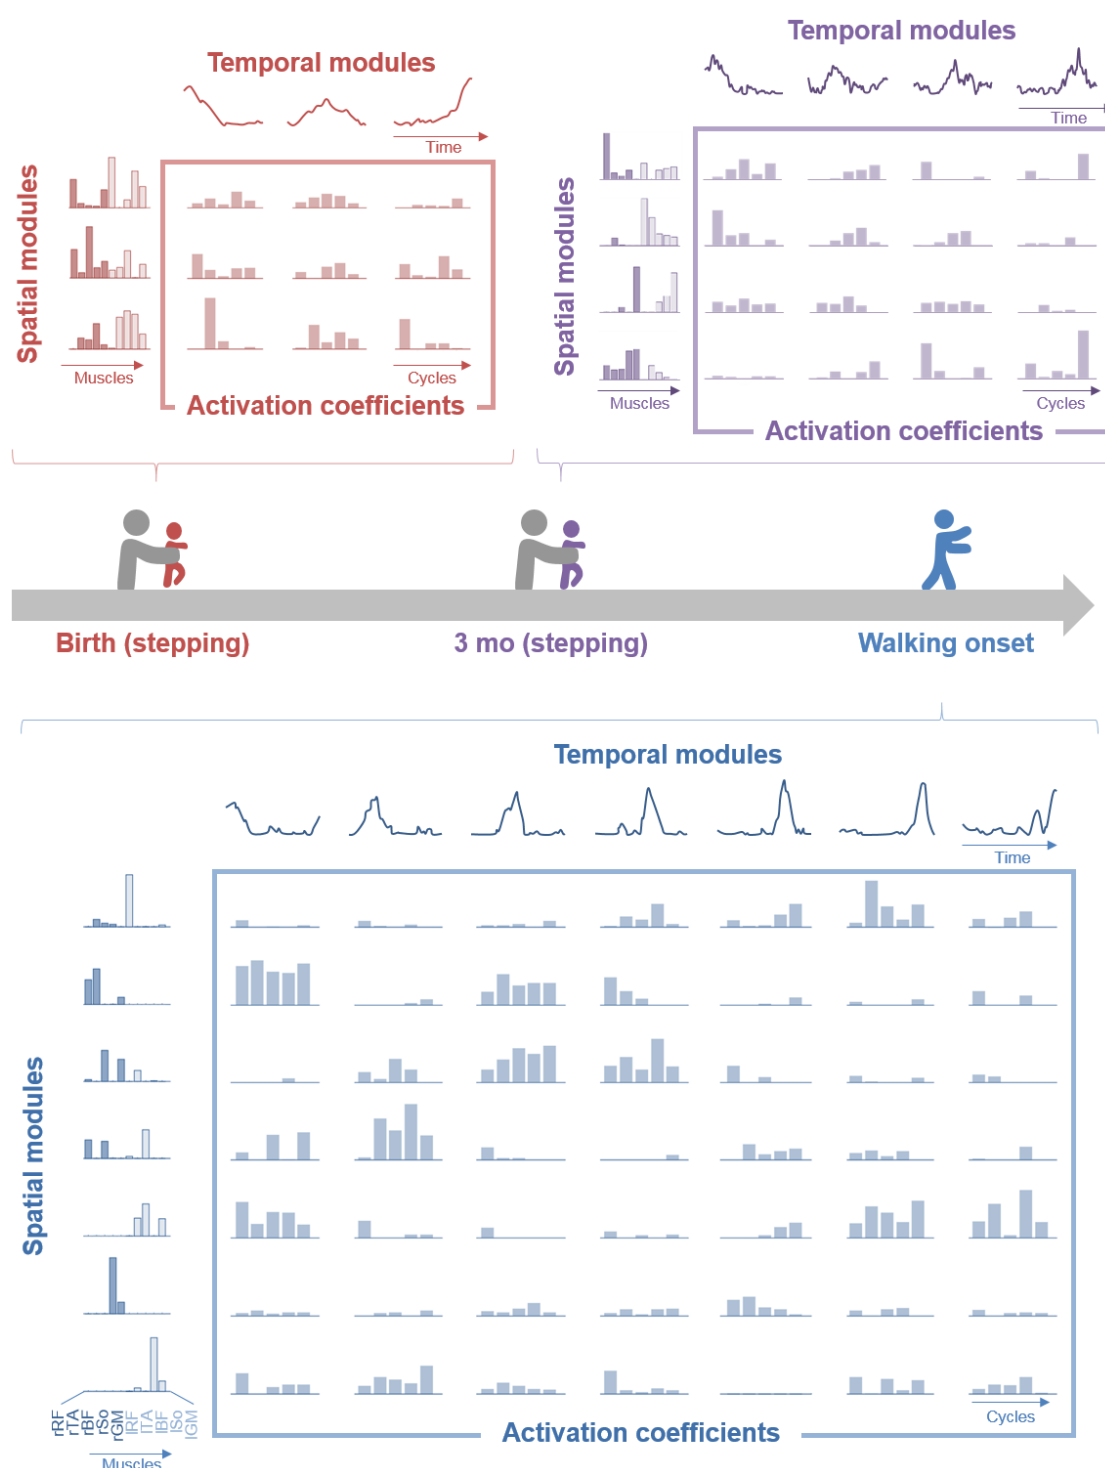 Temporal modules
Time
Spatial modules
Muscles
Cycles
Activation coefficients
Temporal modules
Time
Spatial modules
Muscles
Cycles
Activation coefficients
Birth (stepping)
3 mo (stepping)
Walking onset
Temporal modules
Time
Spatial modules
rRF
rTA
rBF
rSo
rGM
lRF
lTA
lBF
lSo
lGM
Muscles
Cycles
Activation coefficients